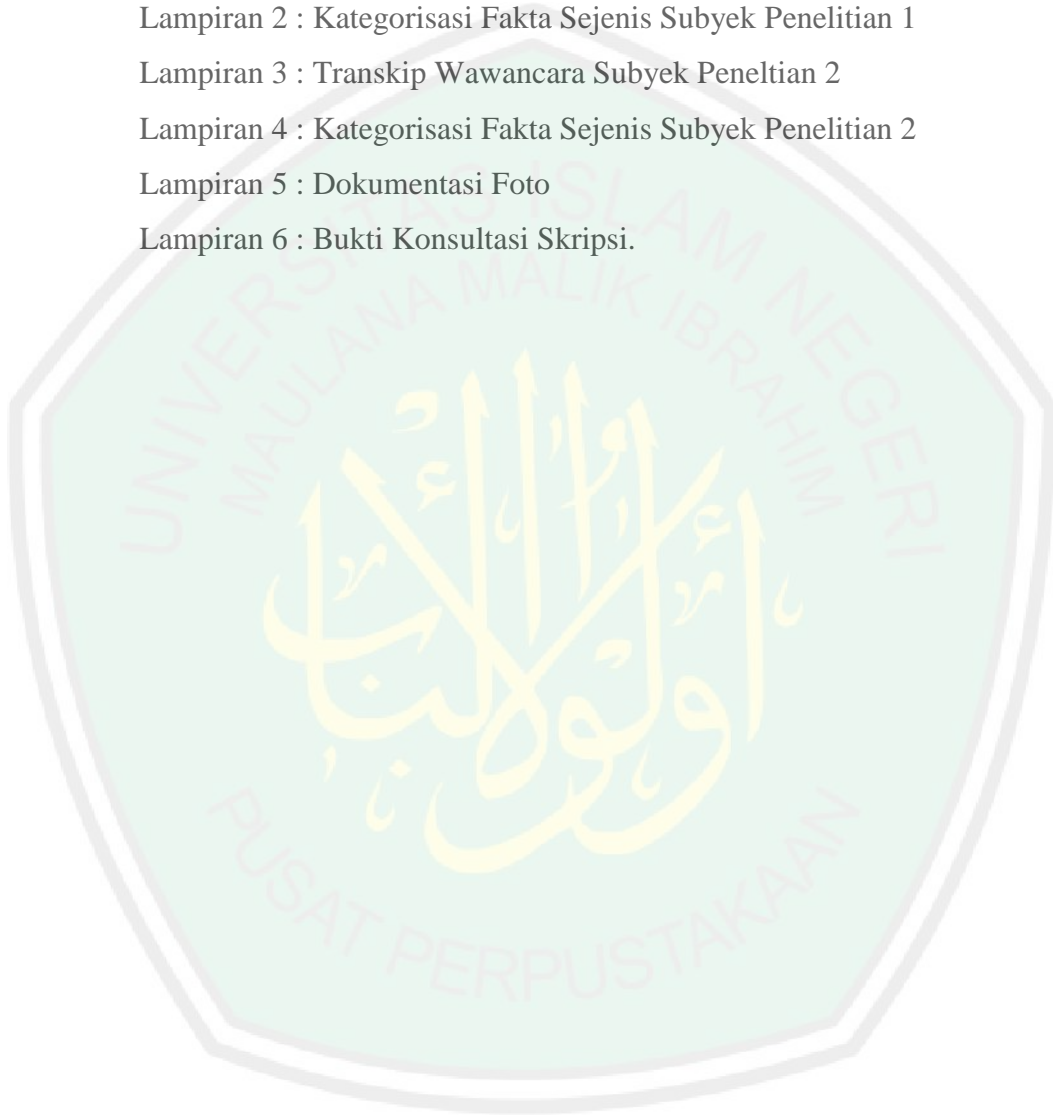 Lampiran 2 : Kategorisasi Fakta Sejenis Subyek Penelitian 1
Lampiran 3 : Transkip Wawancara Subyek Peneltian 2
Lampiran 4 : Kategorisasi Fakta Sejenis Subyek Penelitian 2
Lampiran 5 : Dokumentasi Foto
Lampiran 6 : Bukti Konsultasi Skripsi.
UNIVERSITAS ISLAM NEGERI
MAULANA MALIK IBRAHIM
أولو الألباب
PUSAT PERPUSTAKAAN